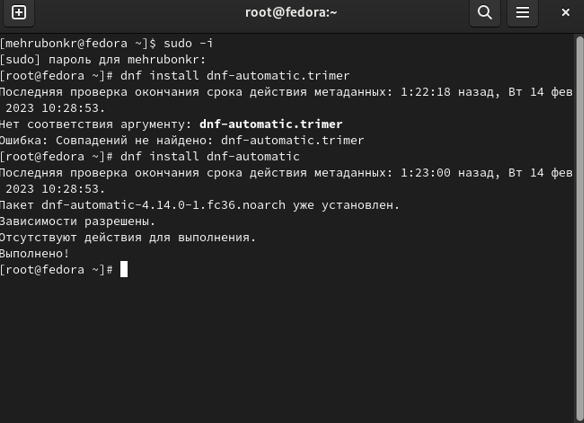 root@fedora:~
[mehrubonkr@fedora ~]$ sudo -i
[sudo] пароль для mehrubonkr:
[root@fedora ~]# dnf install dnf-automatic.trimer
Последняя проверка окончания срока действия метаданных: 1:22:18 назад, Вт 14 фев
 2023 10:28:53.
Нет соответствия аргументу: dnf-automatic.trimer
Ошибка: Совпадений не найдено: dnf-automatic.trimer
[root@fedora ~]# dnf install dnf-automatic
Последняя проверка окончания срока действия метаданных: 1:23:00 назад, Вт 14 фев
 2023 10:28:53.
Пакет dnf-automatic-4.14.0-1.fc36.noarch уже установлен.
Зависимости разрешены.
Отсутствуют действия для выполнения.
Выполнено!
[root@fedora ~]#